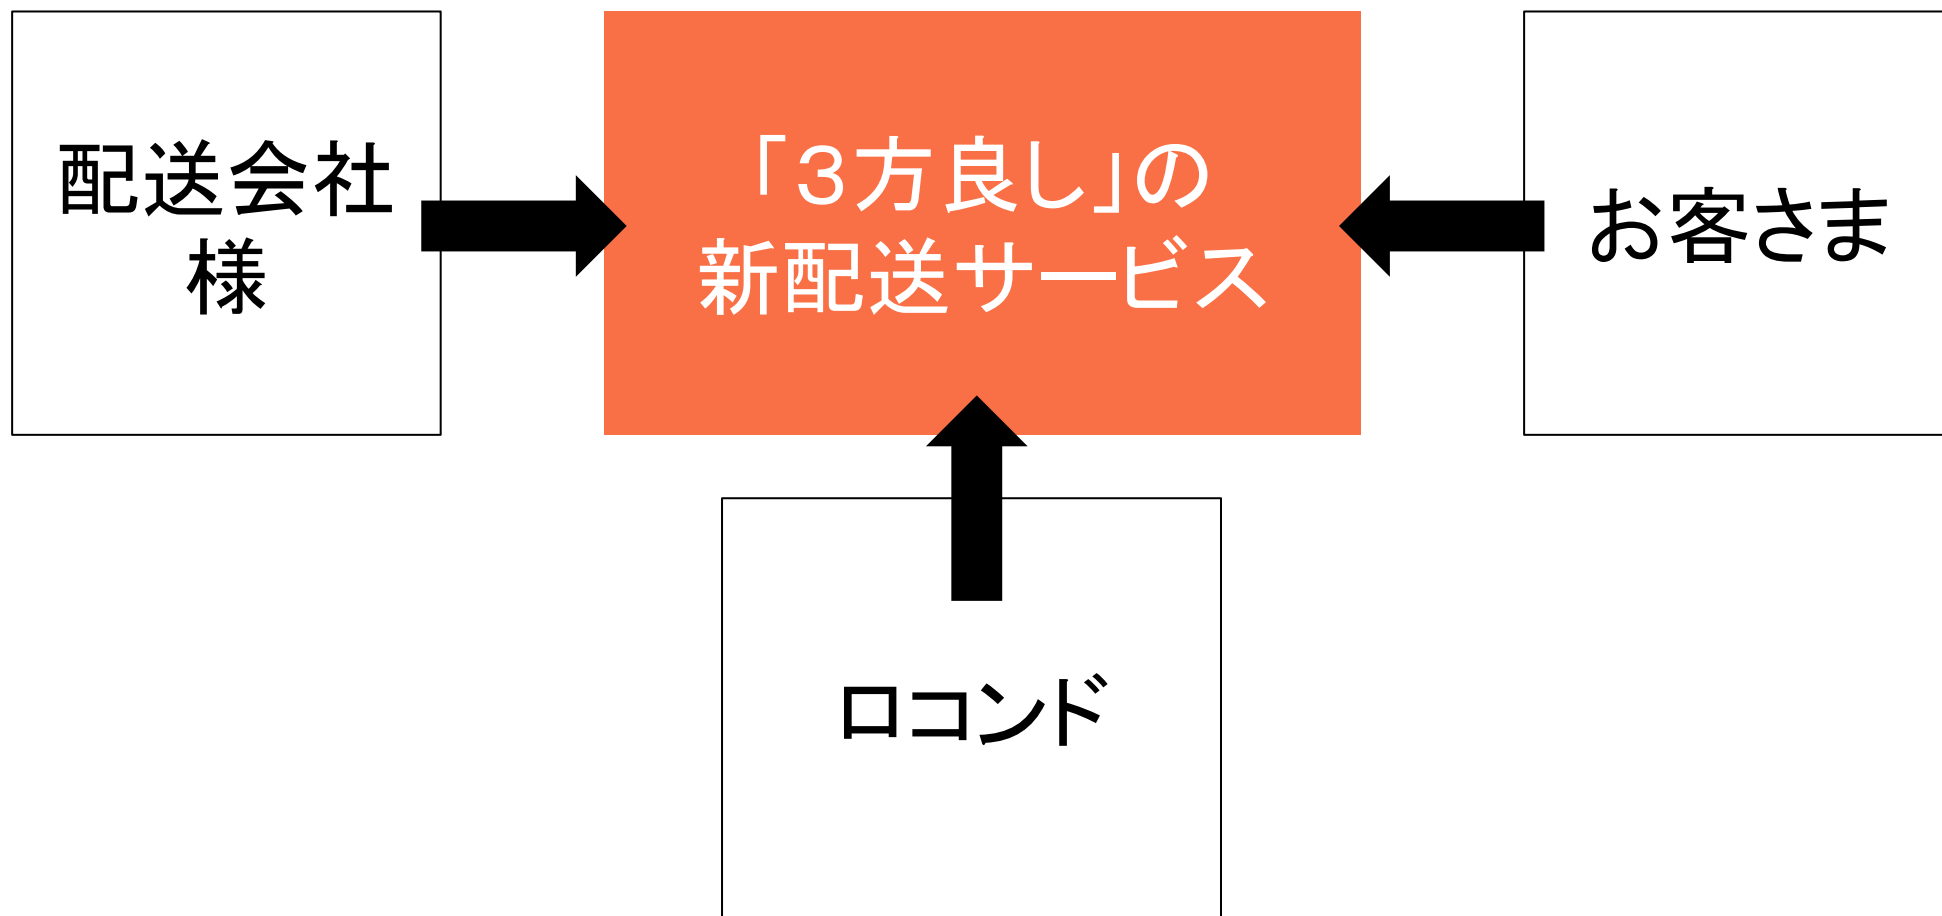 配送会社
様
「３方良し」の
新配送サービス
お客さま
ロコンド